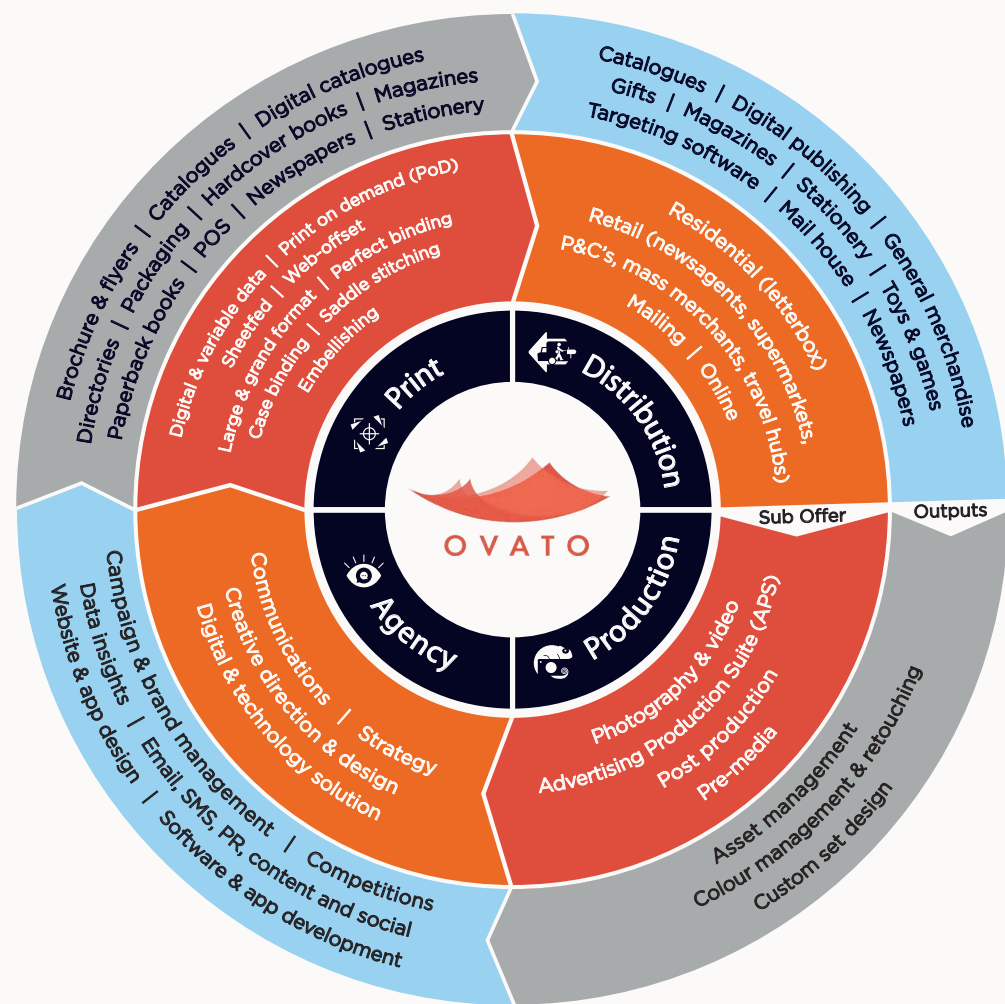 Brochure & flyers | Catalogues | Digital catalogues
Directories | Packaging | Hardcover books | Magazines
Paperback books | POS | Newspapers | Stationery
Digital & variable data | Print on demand (PoD)
Sheetfed | Web-offset
Large & grand format | Perfect binding
Case binding | Saddle stitching
Embellishing
Print
Catalogues | Digital publishing | General merchandise
Gifts | Magazines | Stationery | Toys & games
Targeting software | Mail house | Newspapers
Residential (letterbox)
Retail (newsagents, supermarkets,
P&C's, mass merchants, travel hubs)
Mailing | Online
Distribution
OVATO
Sub Offer
Outputs
Production
Photography & video
Advertising Production Suite (APS)
Post production
Pre-media
Asset management
Colour management & retouching
Custom set design
Agency
Communications | Strategy
Creative direction & design
Digital & technology solution
Campaign & brand management | Competitions
Data insights | Email, SMS, PR, content and social
Website & app design | Software & app development